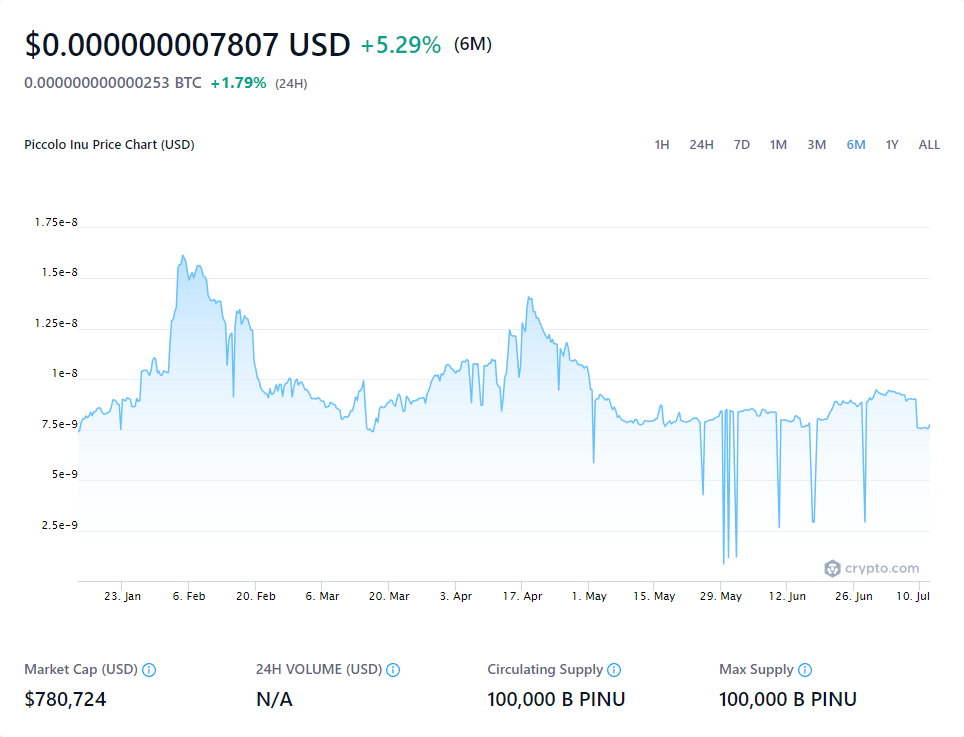 $0.000000007807 USD +5.29% (6M)
0.000000000000253 BTC +1.79% (24H)
Piccolo Inu Price Chart (USD)
1H 24H 7D 1M 3M 6M 1Y ALL
1.75e-8
1.5e-8
1.25e-8
1e-8
7.5e-9
5e-9
2.5e-9
crypto.com
23. Jan 6. Feb 20. Feb 6. Mar 20. Mar 3. Apr 17. Apr 1. May 15. May 29. May 12. Jun 26. Jun 10. Jul
Market Cap (USD) 24H VOLUME (USD) Circulating Supply Max Supply
$780,724 N/A 100,000 B PINU 100,000 B PINU